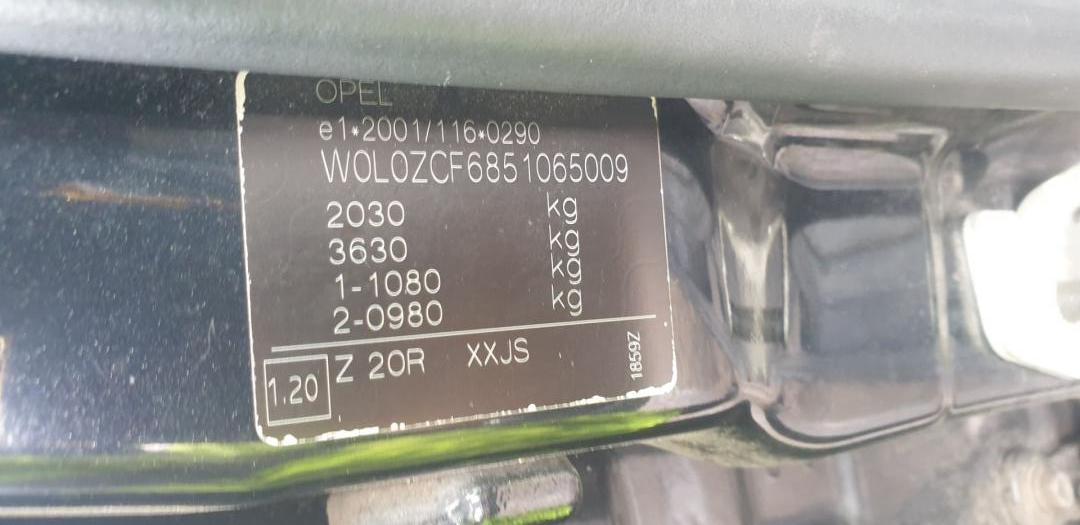 OPEL
e1*2001/116*0290
W0L0ZCF6851065009
2030 kg
3630 kg
1-1080 kg
2-0980 kg
1.20 Z 20R XXJS
1859Z